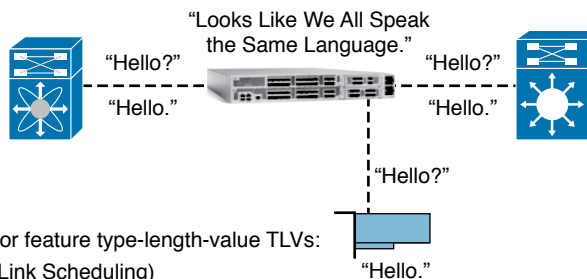 “Looks Like We All Speak
the Same Language.”
“Hello?”
“Hello?”
“Hello.”
“Hello.”
“Hello?”
or feature type-length-value TLVs:
Link Scheduling)
“Hello.”